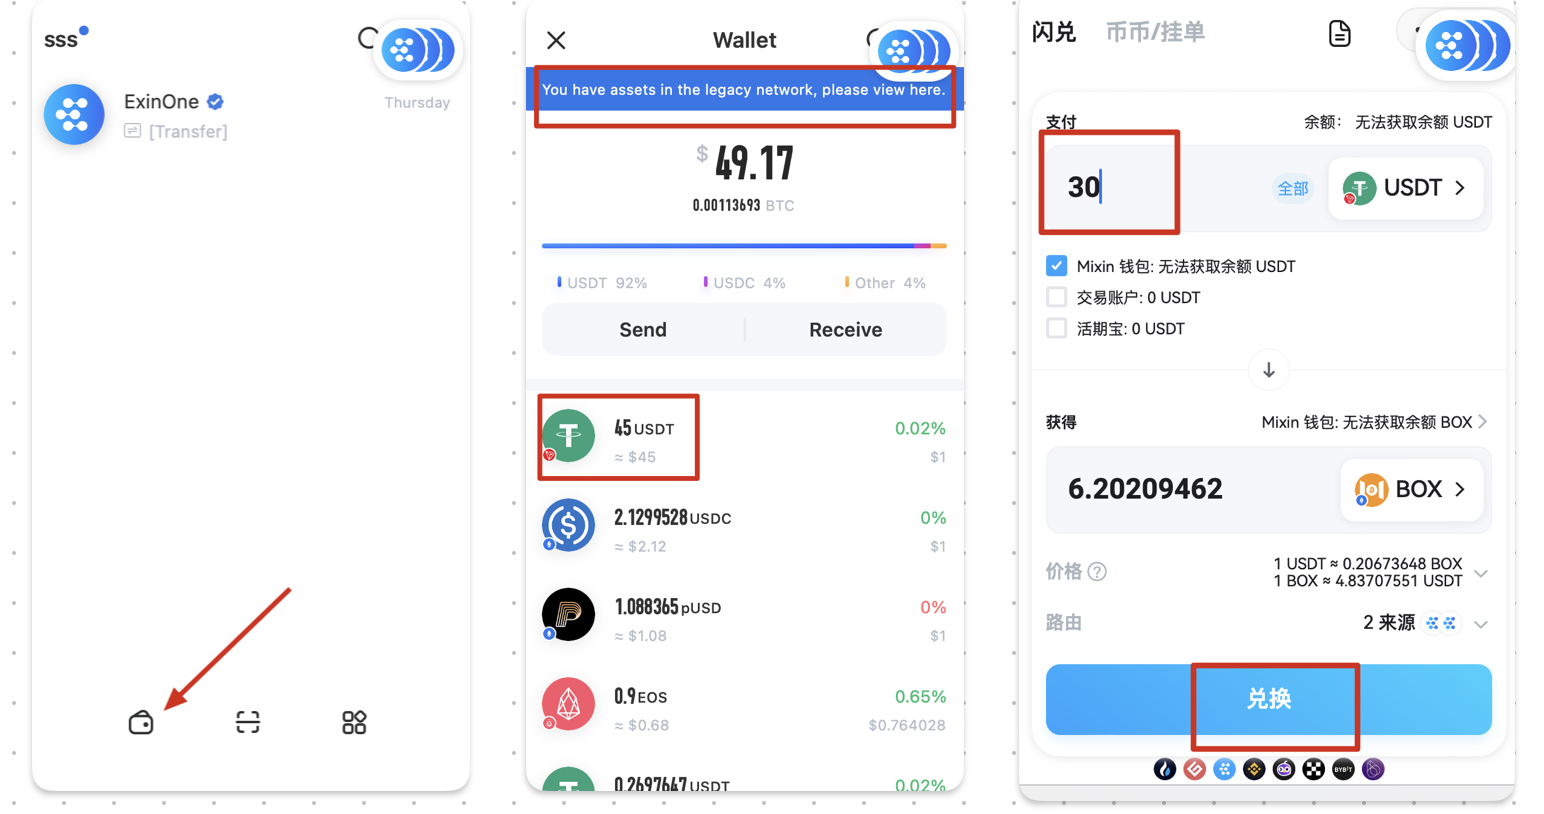 sss
ExinOne
Thursday
[Transfer]
Wallet
You have assets in the legacy network, please view here.
$ 49.17
0.00113693 BTC
USDT 92%
USDC 4%
Other 4%
Send
Receive
45 USDT
0.02%
≈ $45
$1
2.1299528 USDC
0%
≈ $2.12
$1
1.088365 pUSD
0%
≈ $1.08
$1
0.9 EOS
0.65%
≈ $0.68
$0.764028
0.2697647 USDT
0.02%
闪兑 币币/挂单
支付
余额： 无法获取余额 USDT
30
全部
USDT
Mixin 钱包: 无法获取余额 USDT
交易账户: 0 USDT
活期宝: 0 USDT
获得
Mixin 钱包: 无法获取余额 BOX
6.20209462
BOX
价格
1 USDT ≈ 0.20673648 BOX
1 BOX ≈ 4.83707551 USDT
路由
2 来源
兑换
BYBIT